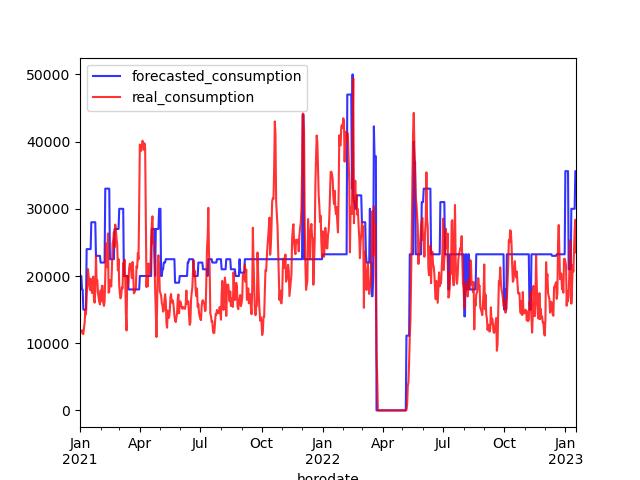 forecasted_consumption
real_consumption
50000
40000
30000
20000
10000
0
Jan Apr Jul Oct Jan Apr Jul Oct Jan
2021 2022 2023
horodate